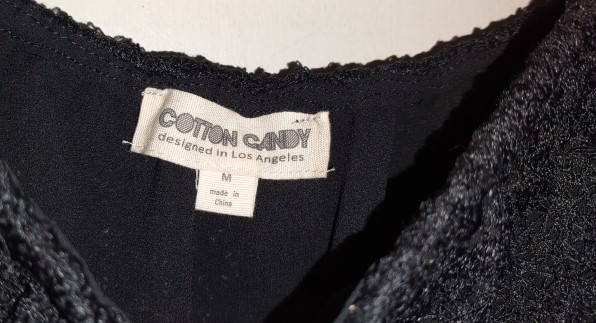 COTTON CANDY
designed in Los Angeles
M
made in
China